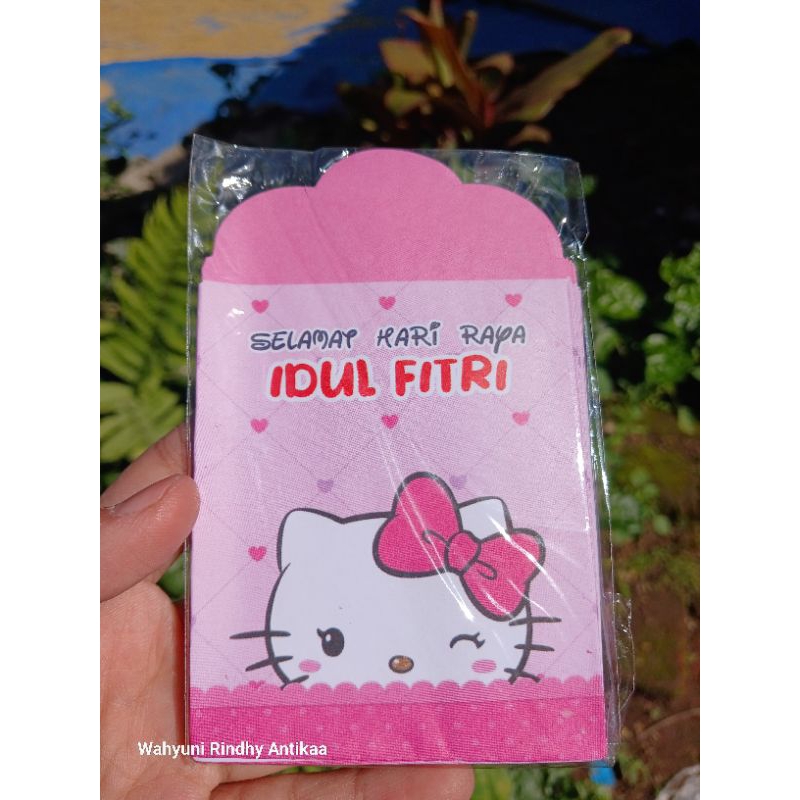 SELAMAT HARI RAYA
IDUL FITRI
Wahyuni Rindhy Antikaa